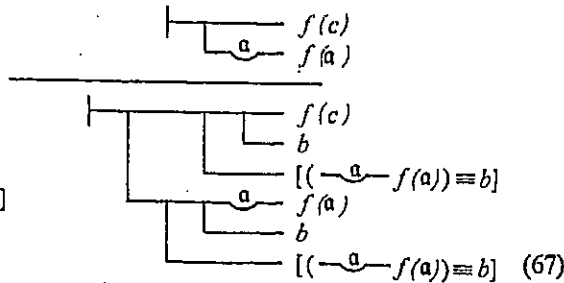 f(c)
a f(a)
f(c)
b
[(a f(a)) ≡ b]
] a f(a)
b
[(a f(a)) ≡ b] (67)